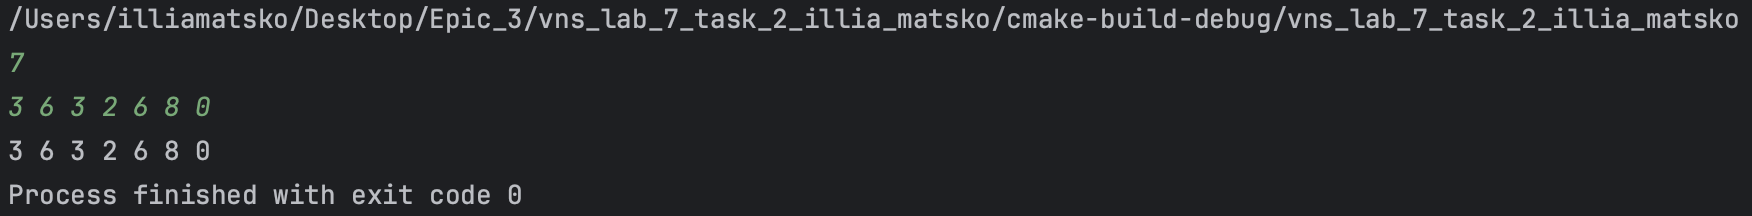 /Users/illiamatsko/Desktop/Epic_3/vns_lab_7_task_2_illia_matsko/cmake-build-debug/vns_lab_7_task_2_illia_matsko
7
3 6 3 2 6 8 0
3 6 3 2 6 8 0
Process finished with exit code 0